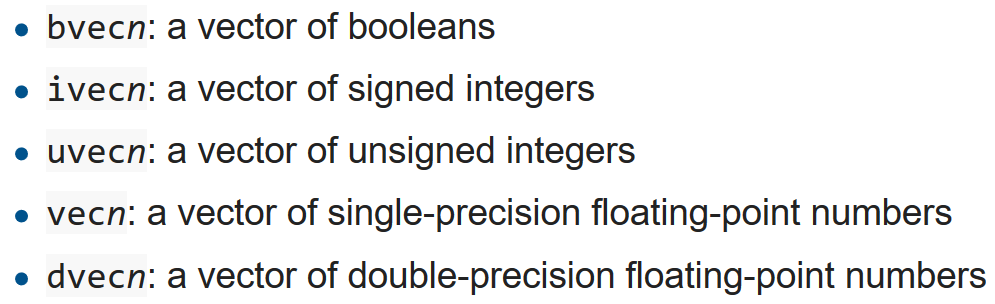 • bvecn: a vector of booleans
• ivecn: a vector of signed integers
• uvecn: a vector of unsigned integers
• vecn: a vector of single-precision floating-point numbers
• dvecn: a vector of double-precision floating-point numbers